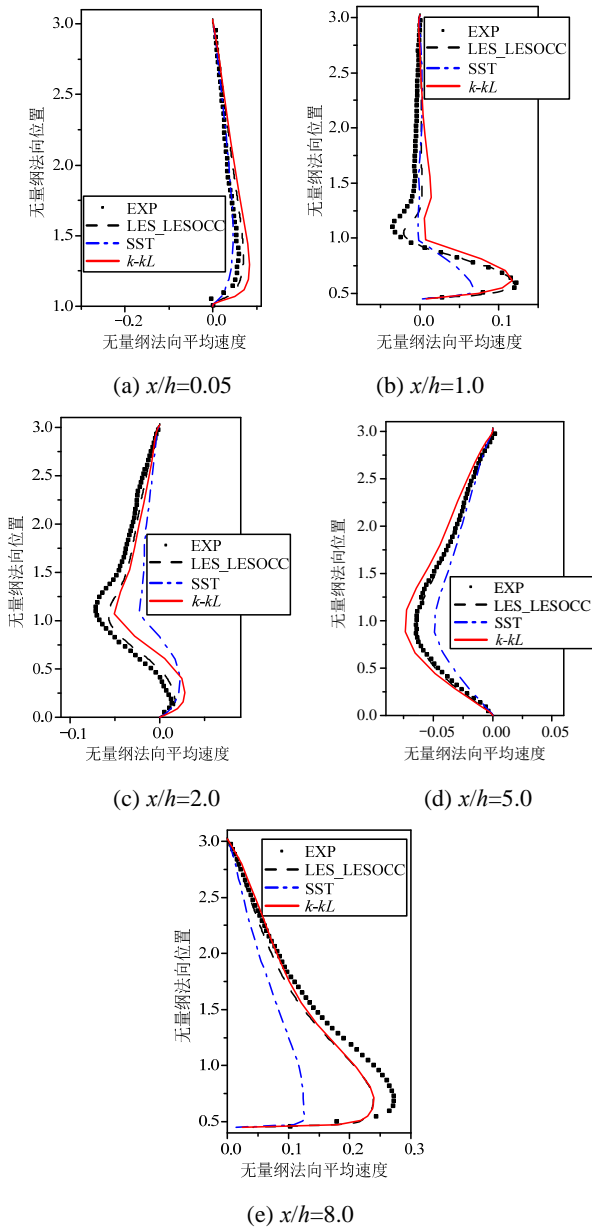 3.0
2.5
2.0
1.5
1.0
无量纲法向位置
EXP
LES_LESOCC
SST
k-kL
−0.2
0.0
无量纲法向平均速度
(a) x/h=0.05
3.0
2.5
2.0
1.5
1.0
0.5
无量纲法向位置
EXP
LES_LESOCC
SST
k-kL
0.0
0.1
无量纲法向平均速度
(b) x/h=1.0
3.0
2.5
2.0
1.5
1.0
0.5
0.0
无量纲法向位置
EXP
LES_LESOCC
SST
k-kL
−0.1
0.0
无量纲法向平均速度
(c) x/h=2.0
3.0
2.5
2.0
1.5
1.0
0.5
0.0
无量纲法向位置
EXP
LES_LESOCC
SST
k-kL
−0.05
0.00
0.05
无量纲法向平均速度
(d) x/h=5.0
3.0
2.5
2.0
1.5
1.0
0.5
无量纲法向位置
EXP
LES_LESOCC
SST
k-kL
0.0
0.1
0.2
0.3
无量纲法向平均速度
(e) x/h=8.0